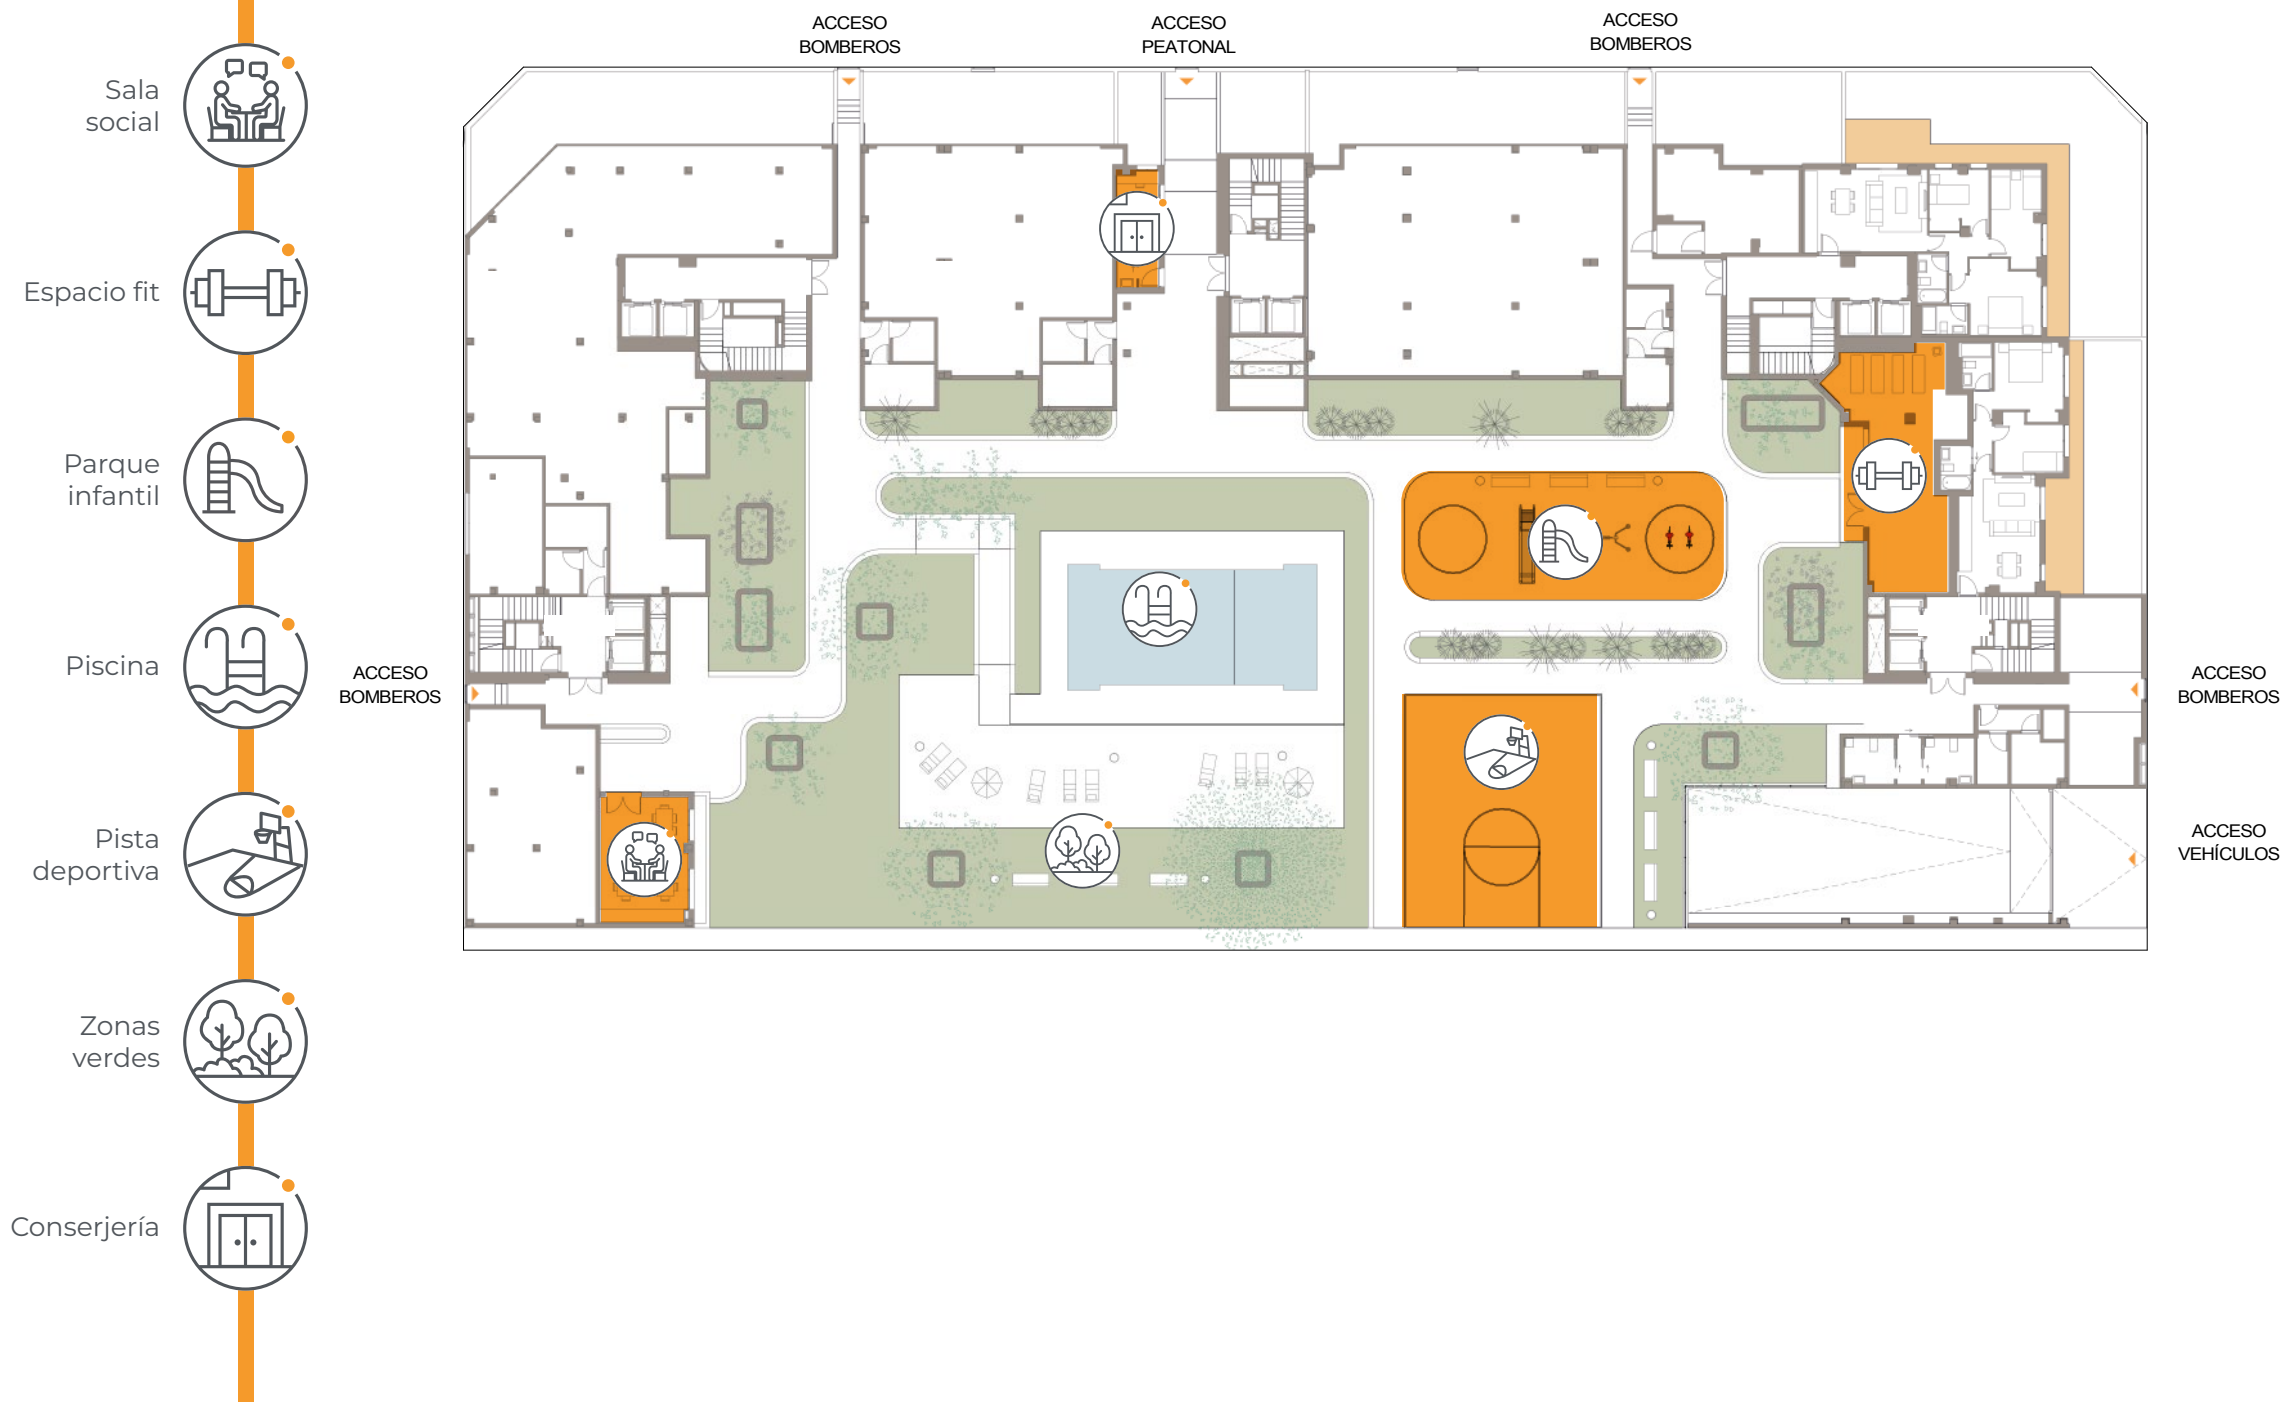 Sala
social
Espacio fit
Parque
infantil
Piscina
Pista
deportiva
Zonas
verdes
Conserjería
ACCESO
BOMBEROS
ACCESO
PEATONAL
ACCESO
BOMBEROS
ACCESO
BOMBEROS
ACCESO
BOMBEROS
ACCESO
VEHÍCULOS